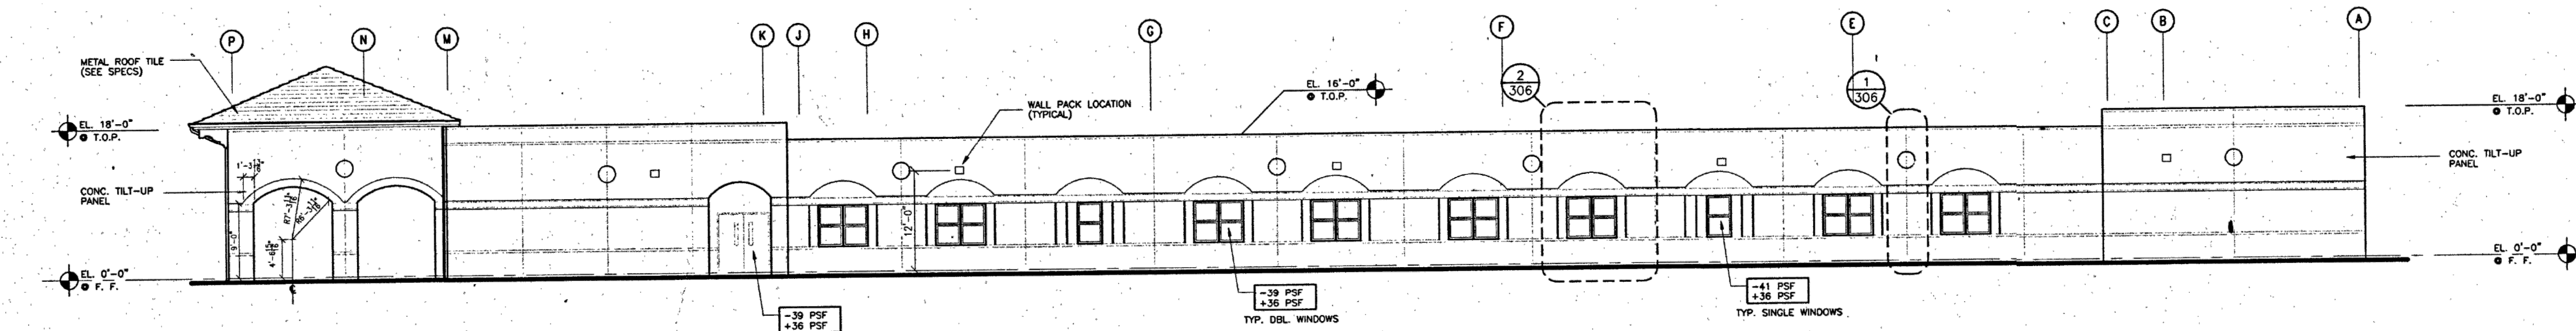 P N M K J H G F E C B A
METAL ROOF TILE
(SEE SPECS)
EL. 16'-0"
@ T.O.P.
2
306
1
306
WALL PACK LOCATION
(TYPICAL)
EL. 18'-0"
@ T.O.P.
EL. 18'-0"
@ T.O.P.
CONC. TILT-UP
PANEL
CONC. TILT-UP
PANEL
9'-0"
12'-0"
EL. 0'-0"
@ F. F.
EL. 0'-0"
@ F. F.
-39 PSF
+36 PSF
-39 PSF
+36 PSF
TYP. DBL. WINDOWS
-41 PSF
+36 PSF
TYP. SINGLE WINDOWS